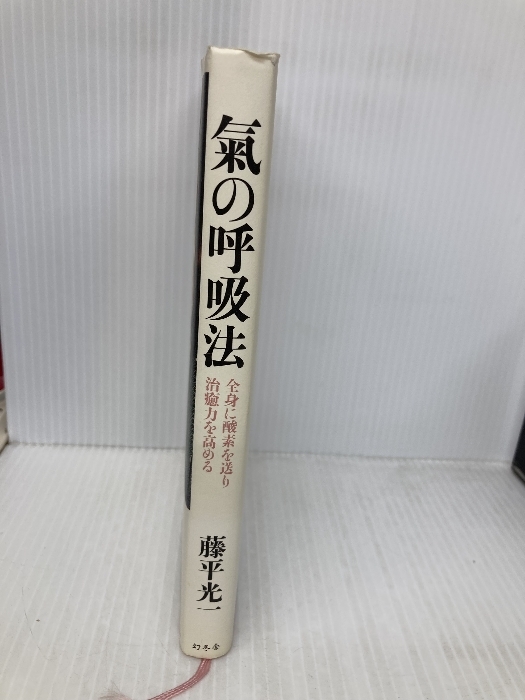 氣の呼吸法
全身に酸素を送り
治癒力を高める
藤平光一
幻冬舎